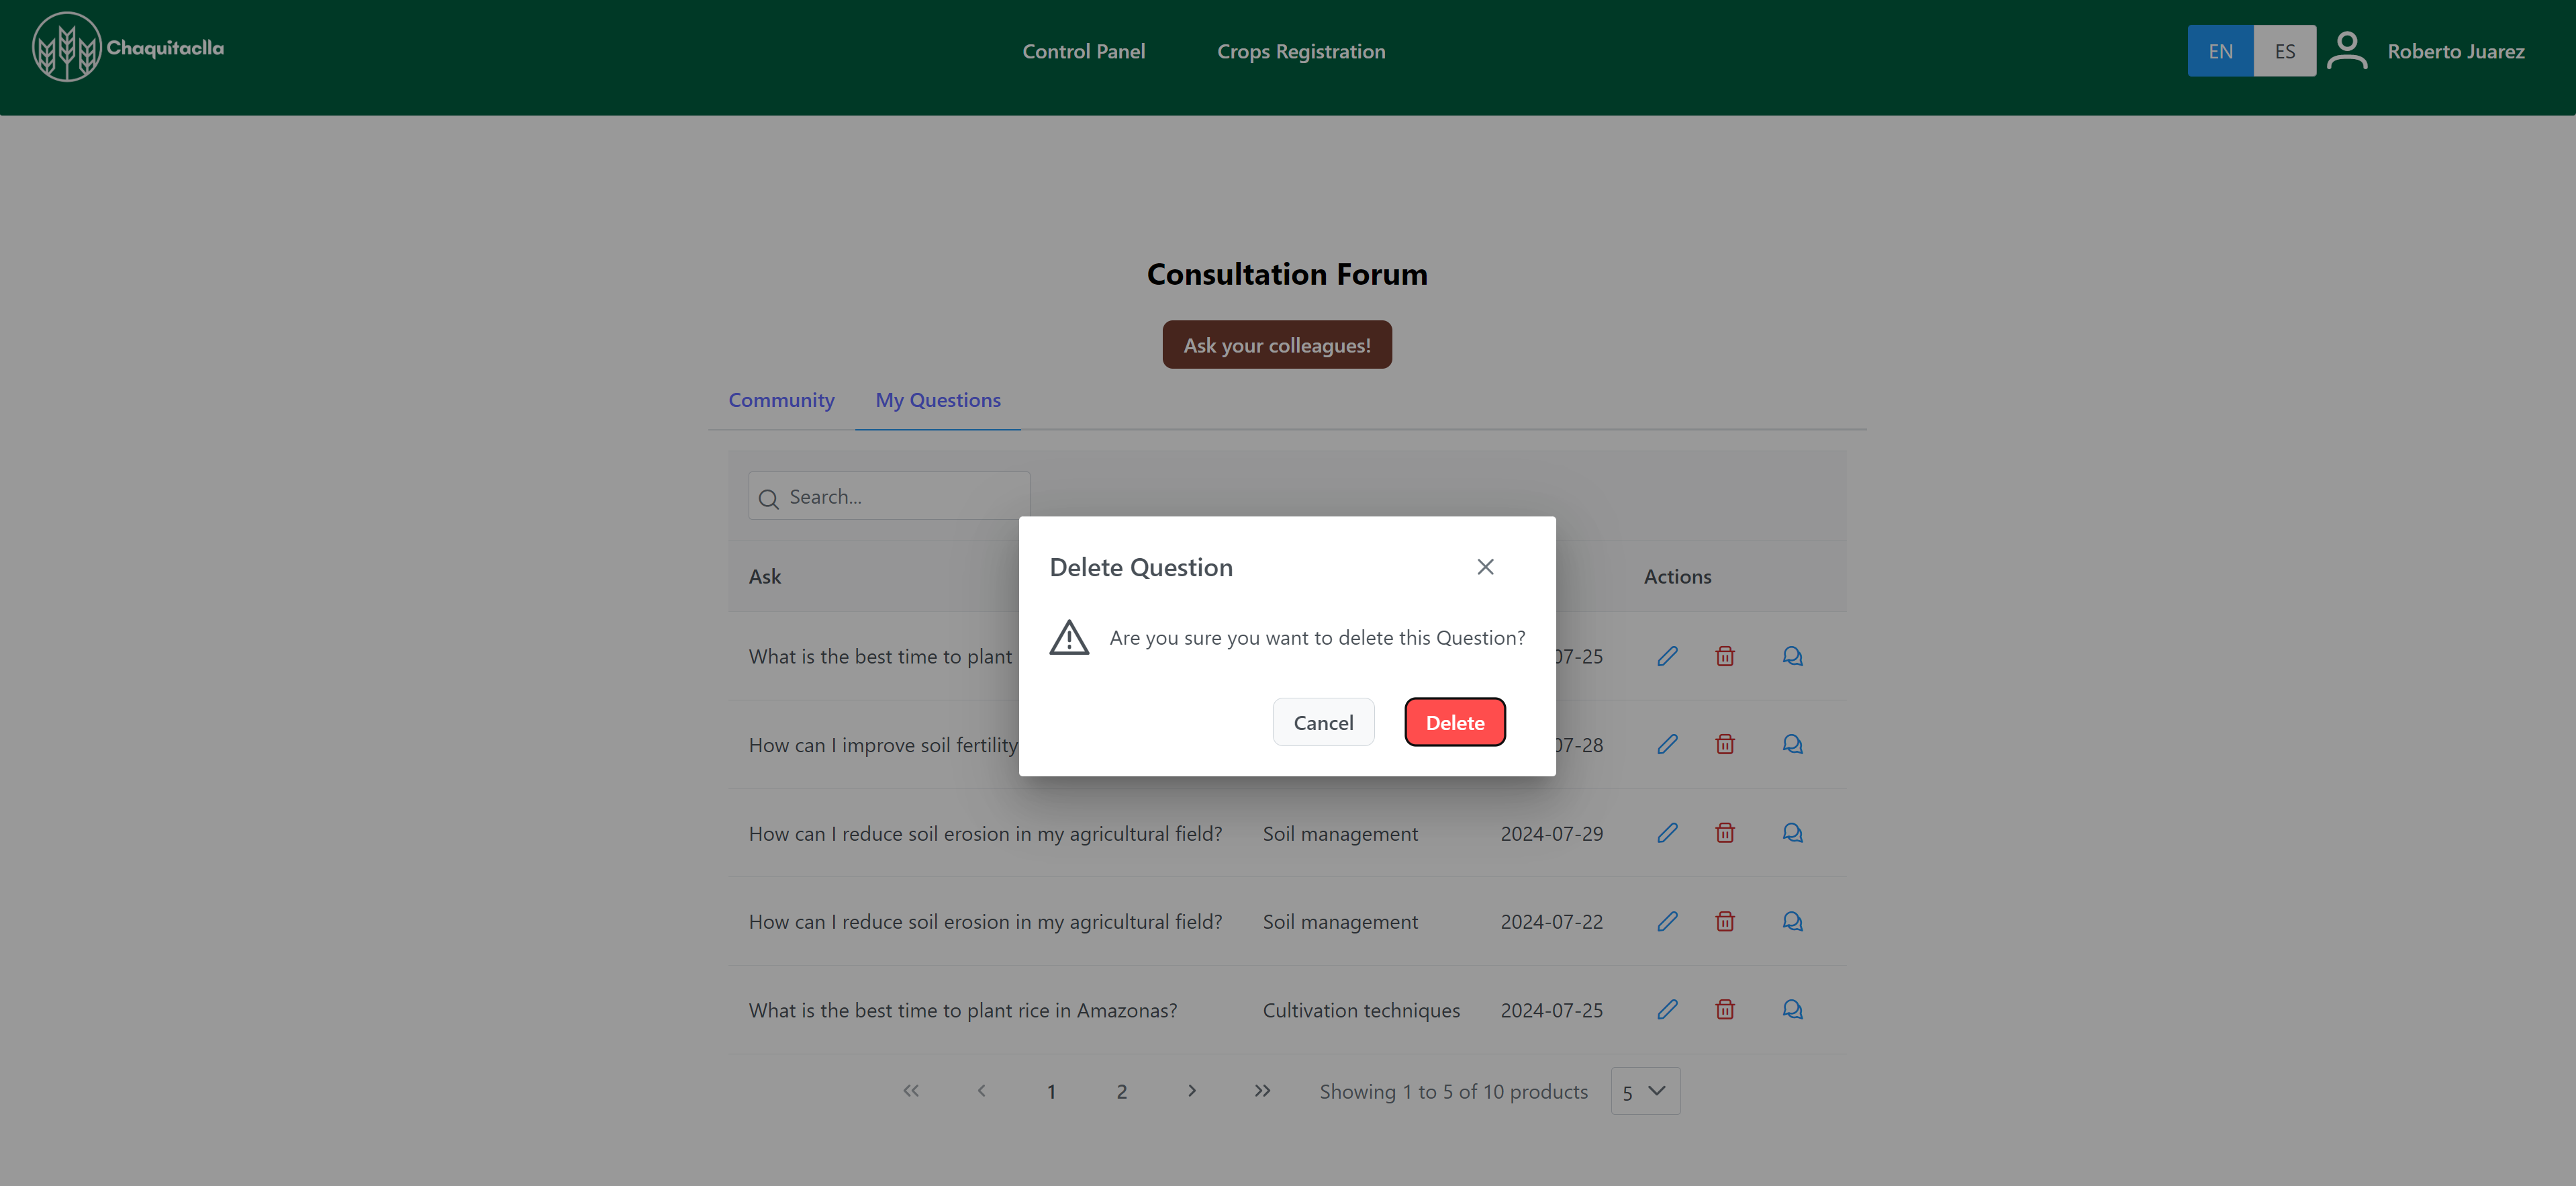 Chaquitaclla
Control Panel
Crops Registration
EN
ES
Roberto Juarez
Consultation Forum
Ask your colleagues!
Community
My Questions
Search...
Ask
Actions
Delete Question
Are you sure you want to delete this Question?
Cancel
Delete
What is the best time to plant
07-25
How can I improve soil fertility
07-28
How can I reduce soil erosion in my agricultural field?
Soil management
2024-07-29
How can I reduce soil erosion in my agricultural field?
Soil management
2024-07-22
What is the best time to plant rice in Amazonas?
Cultivation techniques
2024-07-25
1
2
Showing 1 to 5 of 10 products
5